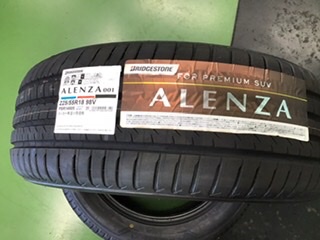 BRIDGESTONE
ALENZA 001
225/55R18 98V
BRIDGESTONE
FOR PREMIUM SUV
ALENZA